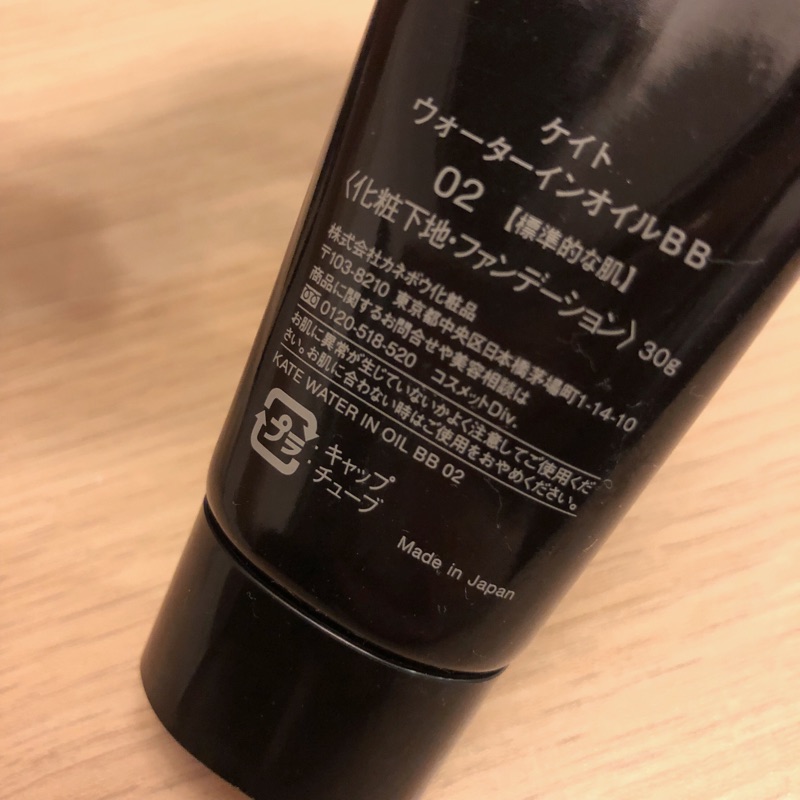 ケイト
ウォーターインオイルBB
02 【標準的な肌】
〈化粧下地・ファンデーション〉 30g
株式会社カネボウ化粧品
〒103-8210 東京都中央区日本橋茅場町1-14-10
商品に関するお問合せや美容相談は
0120-518-520 コスメットDiv.
お肌に異常が生じていないかよく注意してご使用くだ
さい。お肌に合わない時はご使用をおやめください。
KATE WATER IN OIL BB 02
プラ ・キャップ
・チューブ
Made in Japan